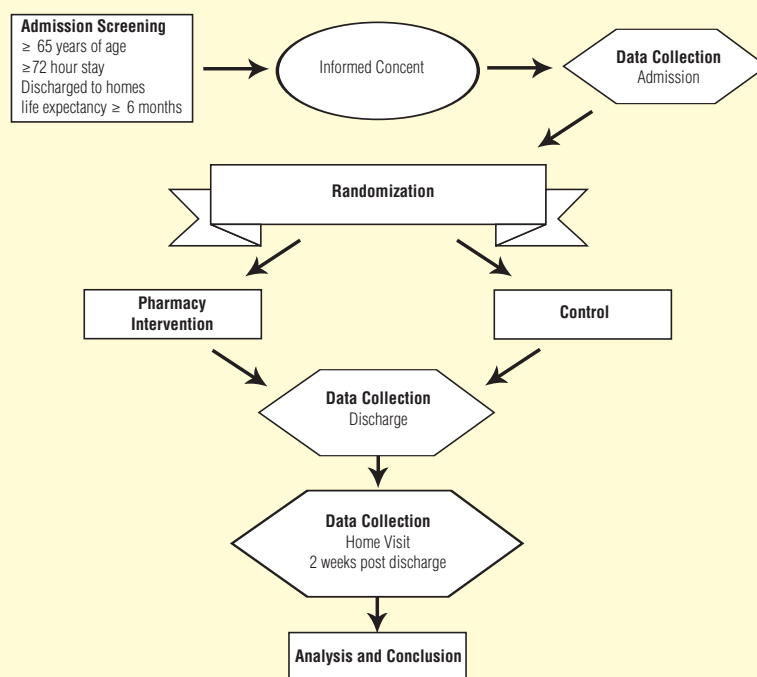 Admission Screening
≥ 65 years of age
≥72 hour stay
Discharged to homes
life expectancy ≥ 6 months
Informed Concent
Data Collection
Admission
Randomization
Pharmacy
Intervention
Control
Data Collection
Discharge
Data Collection
Home Visit
2 weeks post discharge
Analysis and Conclusion